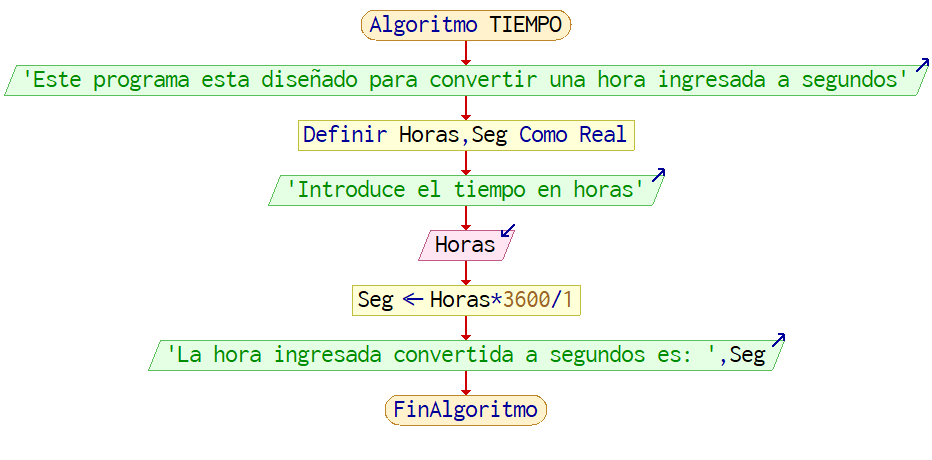 Algoritmo TIEMPO
'Este programa esta diseñado para convertir una hora ingresada a segundos'
Definir Horas,Seg Como Real
'Introduce el tiempo en horas'
Horas
Seg ← Horas*3600/1
'La hora ingresada convertida a segundos es: ',Seg
FinAlgoritmo